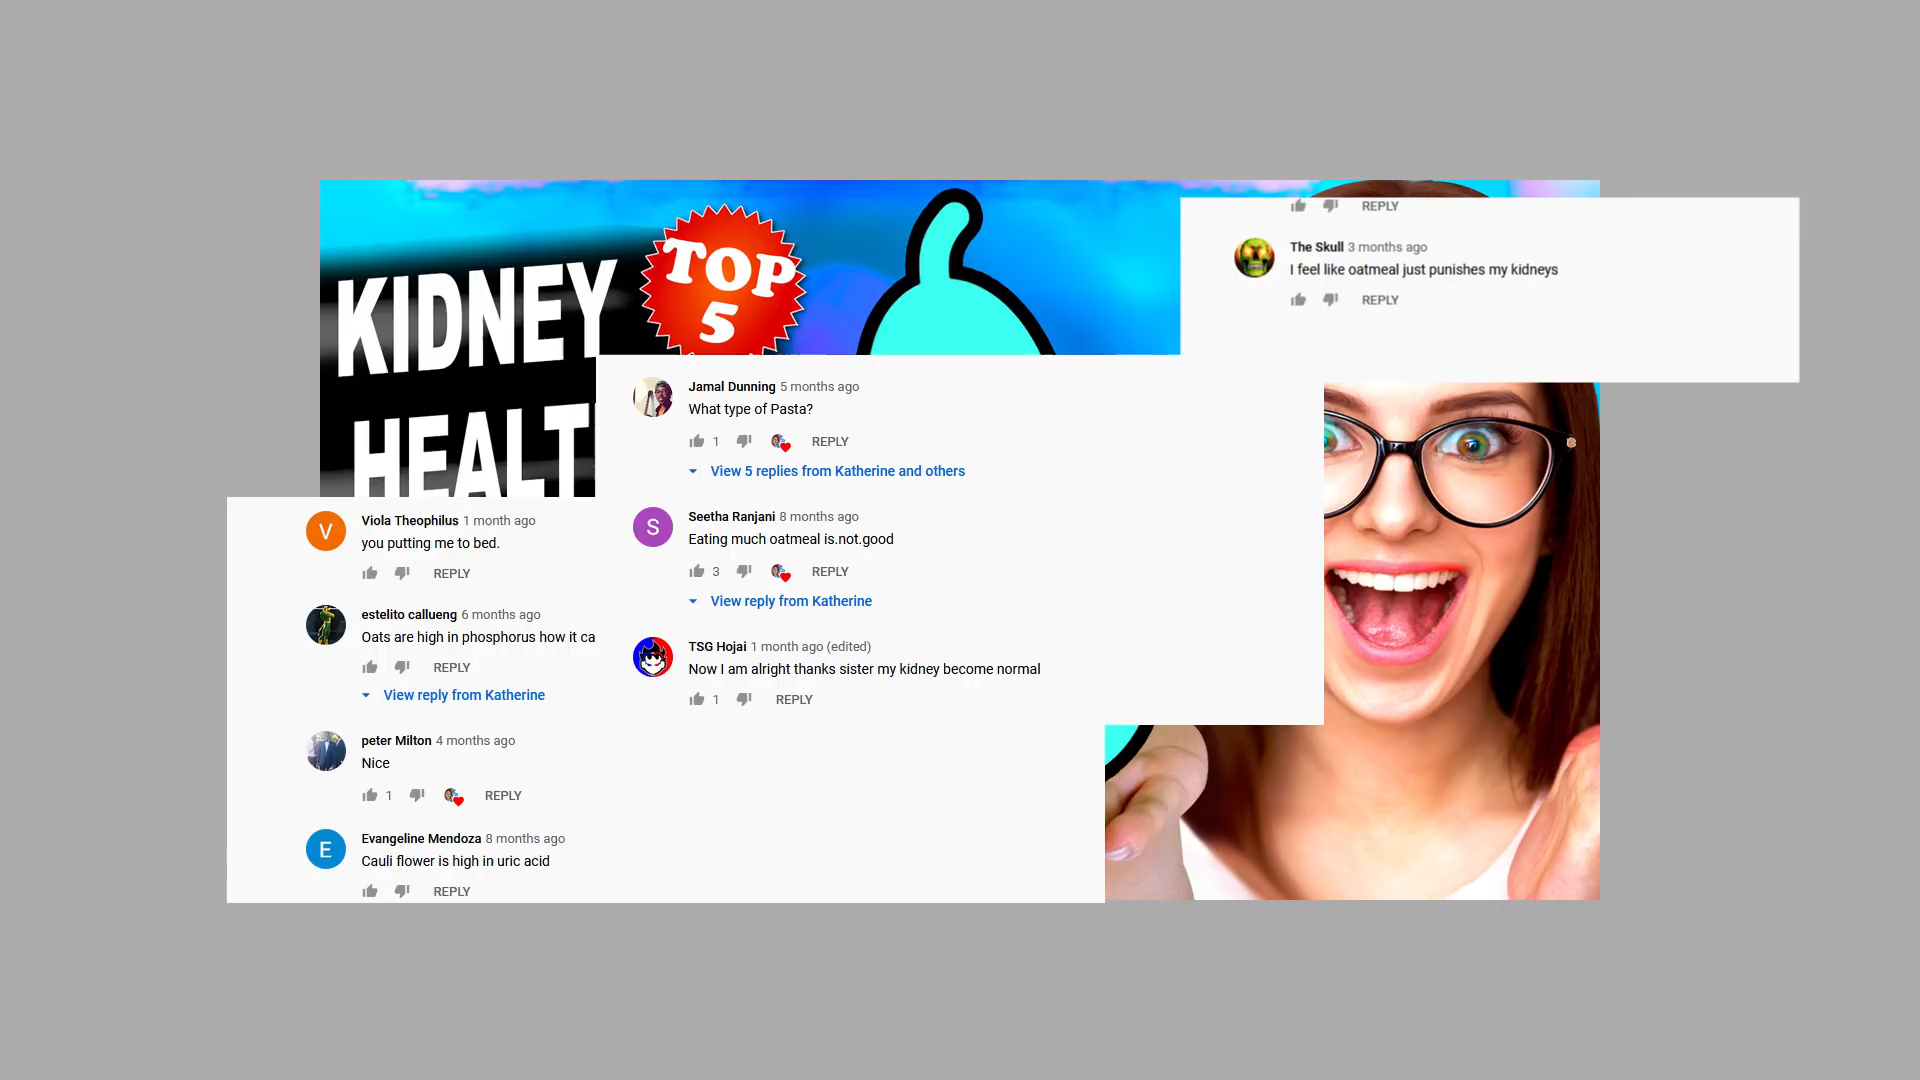 KIDNEY
HEALT
TOP
5
REPLY
The Skull 3 months ago
I feel like oatmeal just punishes my kidneys
REPLY
Jamal Dunning 5 months ago
What type of Pasta?
1 REPLY
View 5 replies from Katherine and others
S
Seetha Ranjani 8 months ago
Eating much oatmeal is.not.good
3 REPLY
View reply from Katherine
TSG Hojai 1 month ago (edited)
Now I am alright thanks sister my kidney become normal
1 REPLY
V
Viola Theophilus 1 month ago
you putting me to bed.
REPLY
estelito callueng 6 months ago
Oats are high in phosphorus how it ca
REPLY
View reply from Katherine
peter Milton 4 months ago
Nice
1 REPLY
E
Evangeline Mendoza 8 months ago
Cauli flower is high in uric acid
REPLY